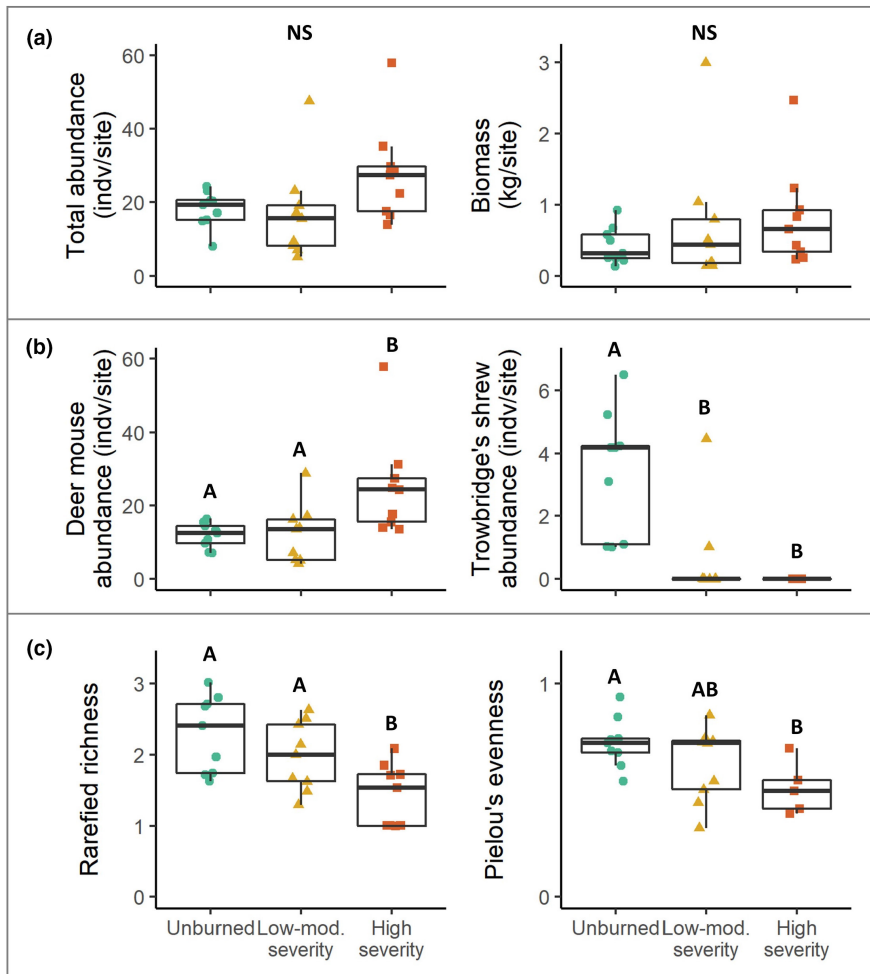 (a)
NS
Total abundance
(indv/site)
60
40
20
0
NS
Biomass
(kg/site)
3
2
1
0
(b)
Deer mouse
abundance (indv/site)
60
40
20
0
A
A
B
Trowbridge's shrew
abundance (indv/site)
6
4
2
0
A
B
B
(c)
Rarefied richness
3
2
1
0
A
A
B
Unburned
Low-mod.
severity
High
severity
Pielou's evenness
1
0
A
AB
B
Unburned
Low-mod.
severity
High
severity